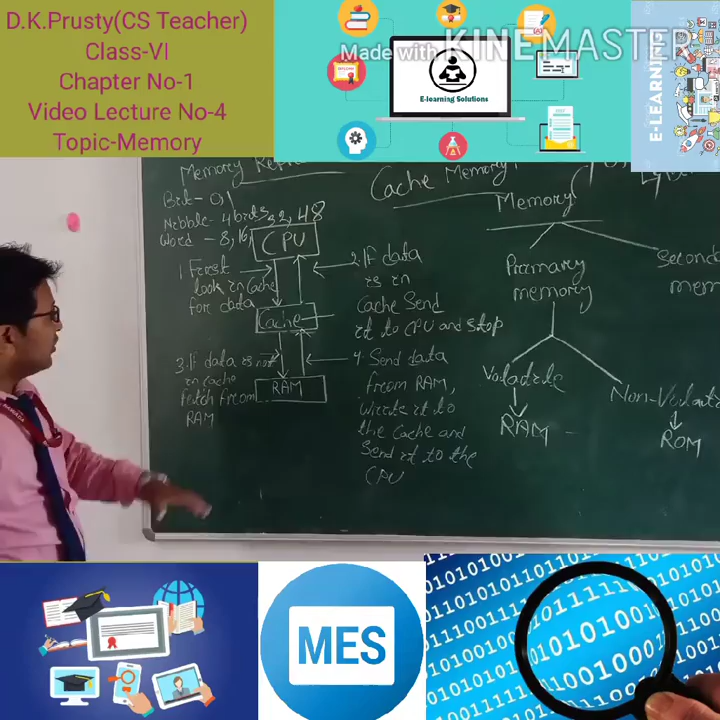 D.K.Prusty(CS Teacher)
Class-VI
Chapter No-1
Video Lecture No-4
Topic-Memory
Made with KINEMASTER
E-learning Solutions
E-LEARNING
Memory
Cache Memory
Bit - 0,1
Nibble - 4 bits
Word - 8, 16, 32, 48
CPU
1. First
look in Cache
for data
2. If data
is in
Cache Send
it to CPU and stop
Cache
3. If data is not
in cache
fetch from
RAM
RAM
4. Send data
from RAM,
write it to
the Cache and
Send it to the
CPU
Memory
Primary
memory
Volatile
RAM
ROM
MES